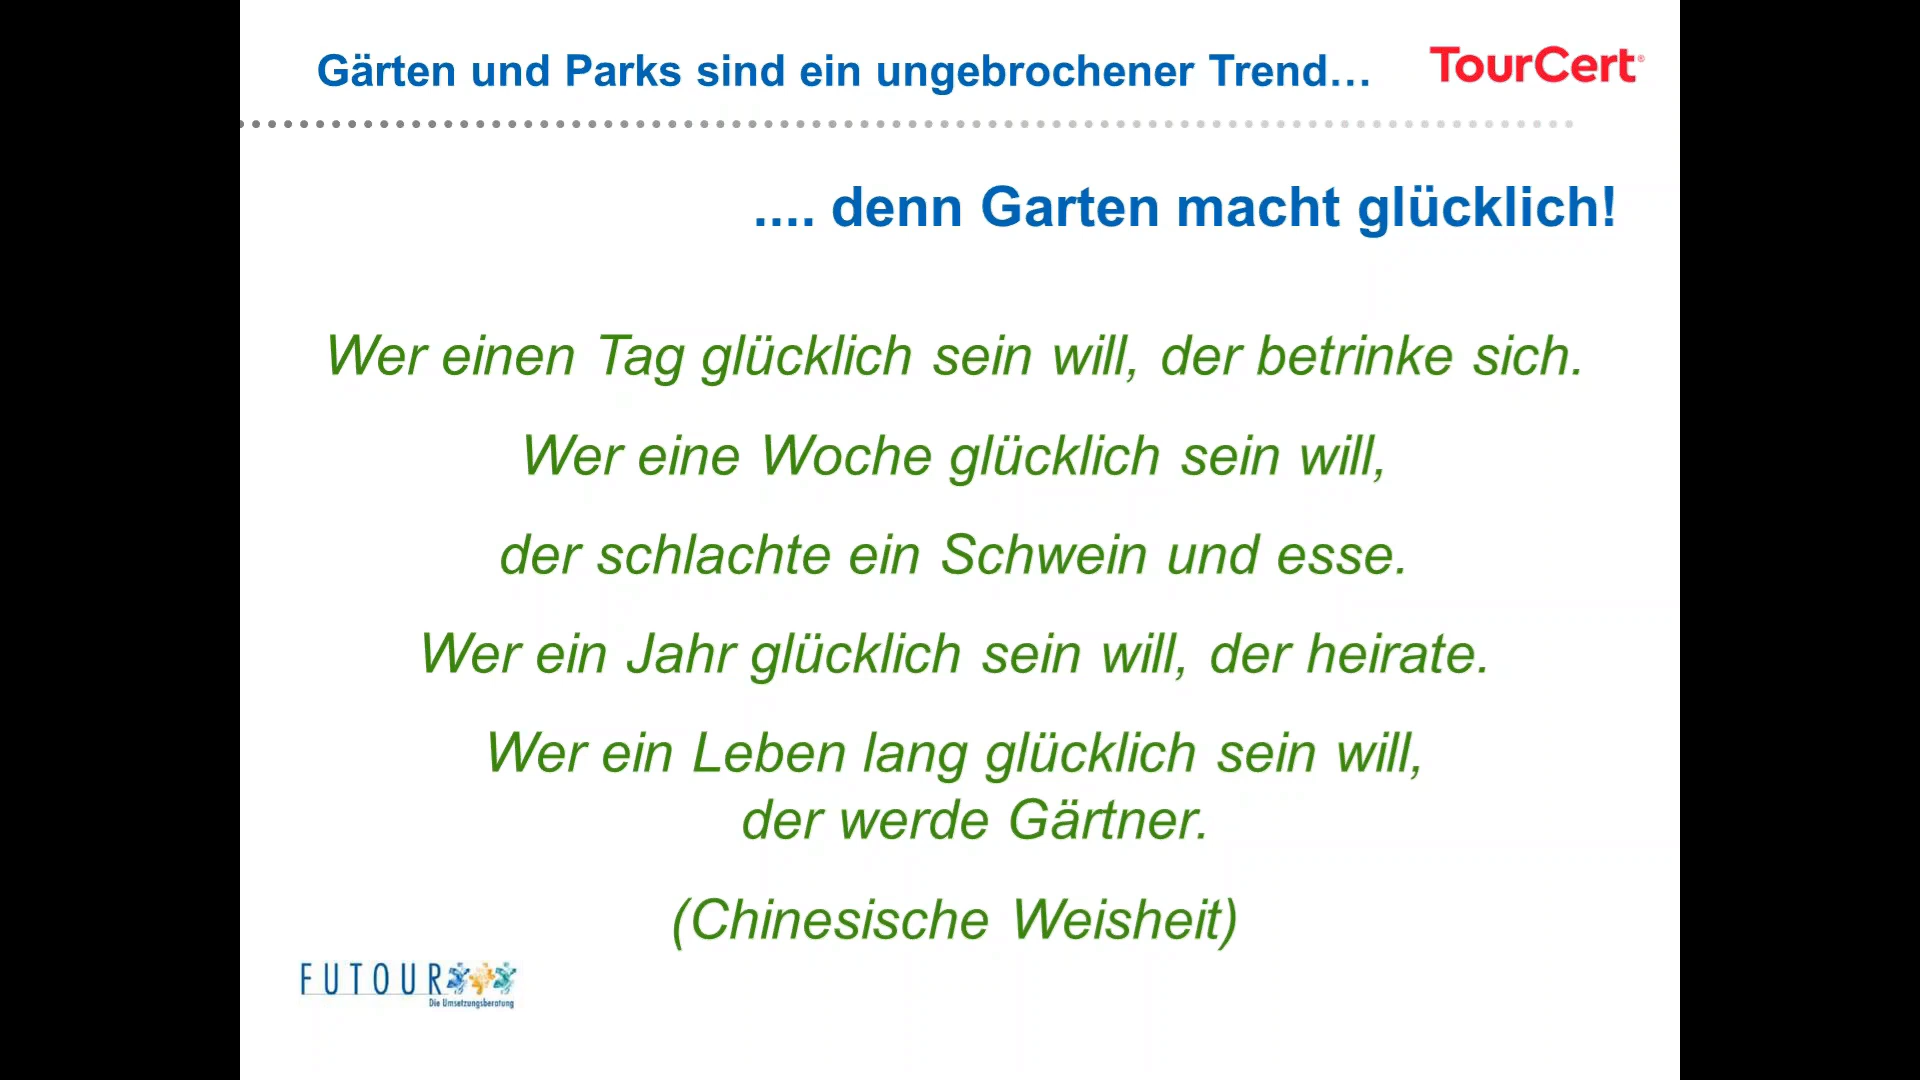 Gärten und Parks sind ein ungebrochener Trend…
TourCert®
.... denn Garten macht glücklich!
Wer einen Tag glücklich sein will, der betrinke sich.
Wer eine Woche glücklich sein will,
der schlachte ein Schwein und esse.
Wer ein Jahr glücklich sein will, der heirate.
Wer ein Leben lang glücklich sein will,
der werde Gärtner.
(Chinesische Weisheit)
FUTOUR
Die Umsetzungsberatung